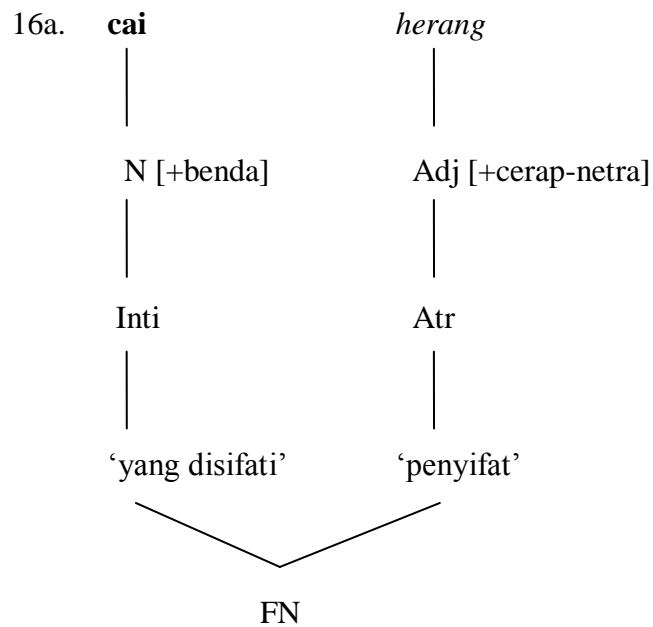 16a. cai herang
N [+benda] Adj [+cerap-netra]
Inti Atr
‘yang disifati’ ‘penyifat’
FN